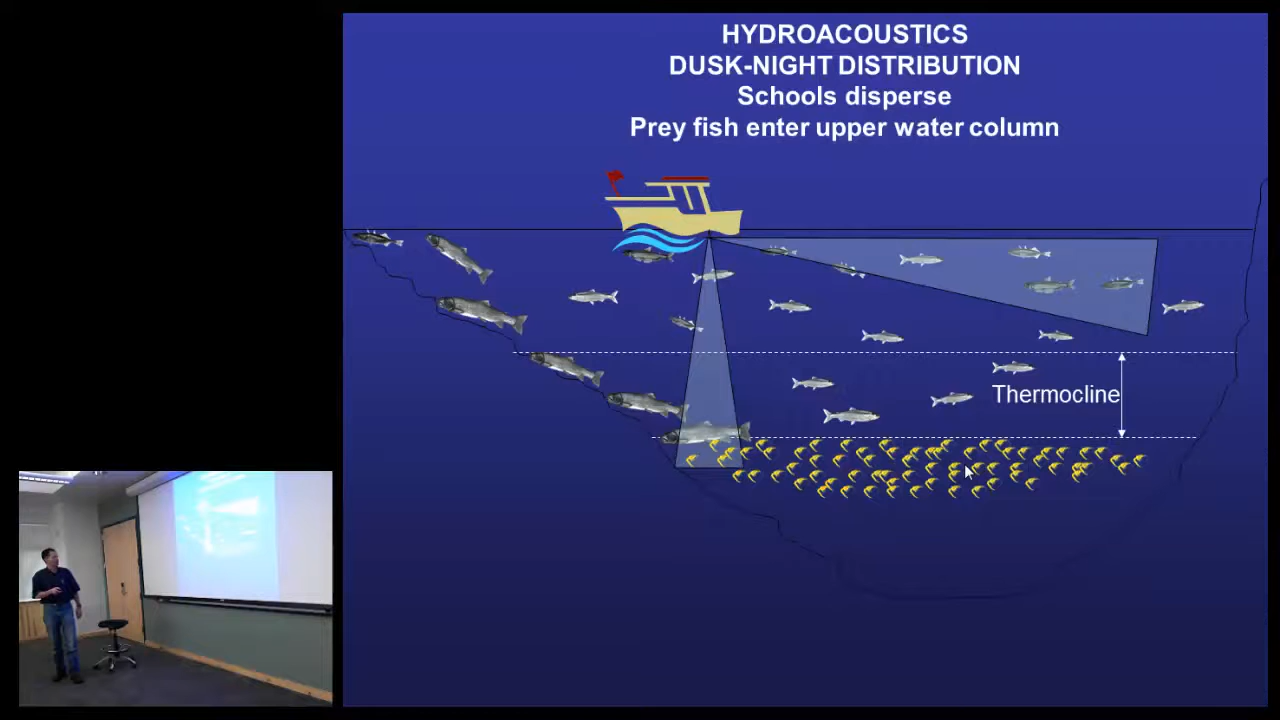 HYDROACOUSTICS
DUSK-NIGHT DISTRIBUTION
Schools disperse
Prey fish enter upper water column
Thermocline